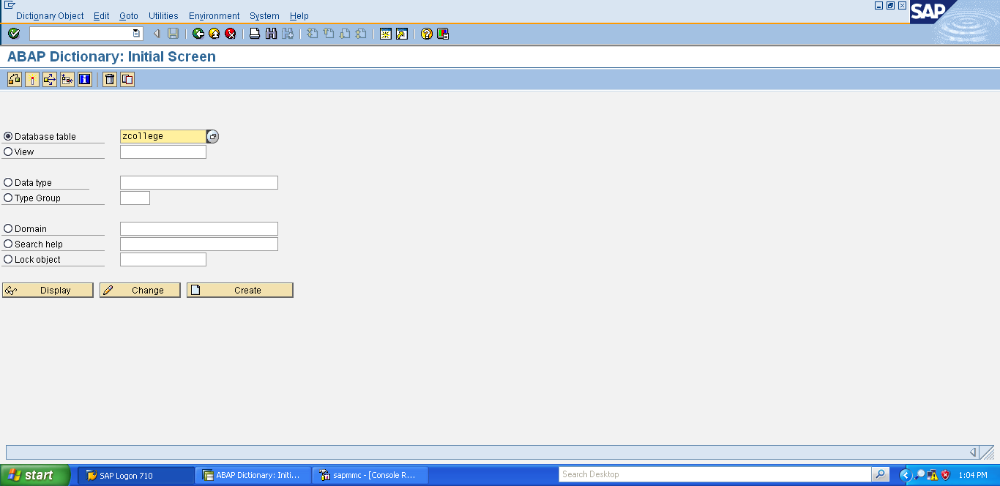 Dictionary Object Edit Goto Utilities Environment System Help
SAP
ABAP Dictionary: Initial Screen
Database table zcollege
View
Data type
Type Group
Domain
Search help
Lock object
Display Change Create
start SAP Logon 710 ABAP Dictionary: Initi... sapmmc - [Console R... Search Desktop 1:04 PM